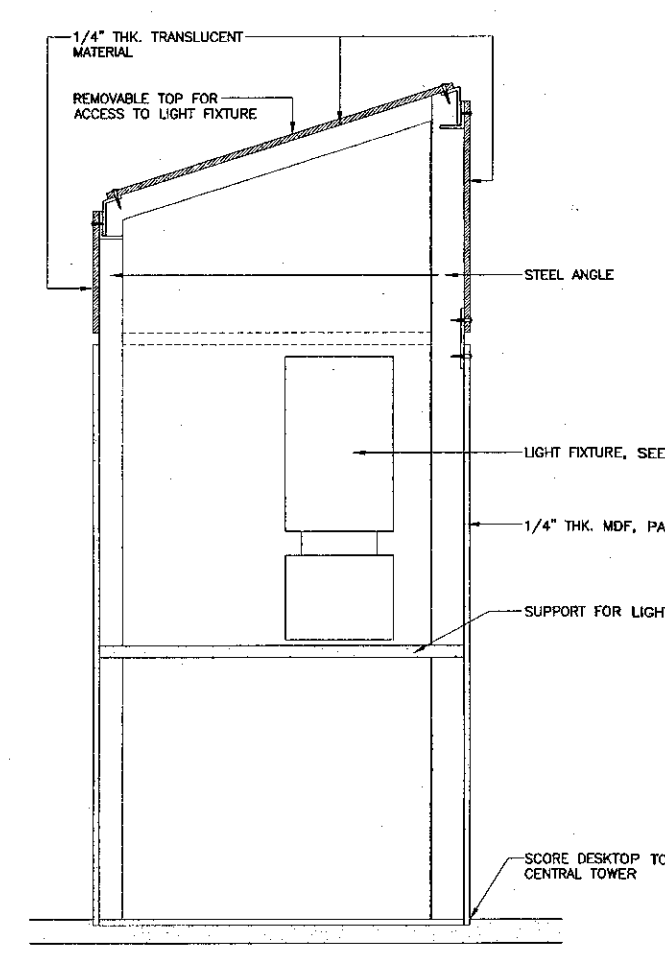 1/4" THK. TRANSLUCENT
MATERIAL
REMOVABLE TOP FOR
ACCESS TO LIGHT FIXTURE
STEEL ANGLE
LIGHT FIXTURE, SEE
1/4" THK. MDF, PA
SUPPORT FOR LIGHT
SCORE DESKTOP TO
CENTRAL TOWER